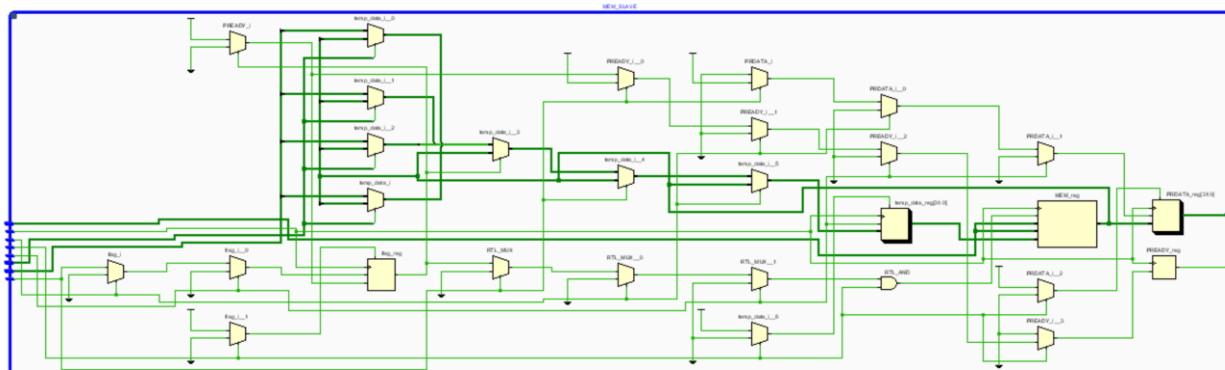 MEM_SLAVE
PREADY_i
temp_data_i__0
temp_data_i__1
temp_data_i__2
temp_data_i
temp_data_i__3
PREADY_i__0
PRDATA_i
PREADY_i__1
PRDATA_i__0
PREADY_i__2
PRDATA_i__1
temp_data_i__4
temp_data_i__5
temp_data_reg[31:0]
MEM_reg
PRDATA_reg[31:0]
flag_i
flag_i__0
flag_reg
RTL_MUX
RTL_MUX__0
RTL_MUX__1
RTL_AND
PREADY_reg
PRDATA_i__2
flag_i__1
temp_data_i__6
PREADY_i__3